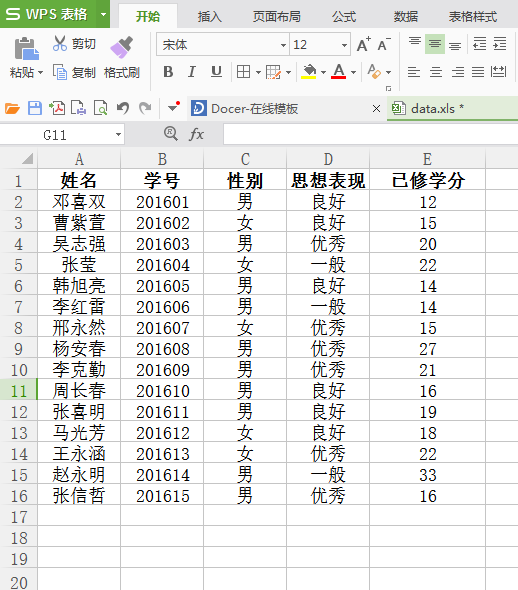 S WPS 表格 开始 插入 页面布局 公式 数据 表格样式
剪切 宋体 12 A+ A-
粘贴 复制 格式刷 B I U A
Docer-在线模板 data.xls *
G11 fx
A B C D E
1 姓名 学号 性别 思想表现 已修学分
2 邓喜双 201601 男 良好 12
3 曹紫萱 201602 女 良好 15
4 吴志强 201603 男 优秀 20
5 张莹 201604 女 一般 22
6 韩旭亮 201605 男 良好 14
7 李红雷 201606 男 一般 14
8 邢永然 201607 女 优秀 15
9 杨安春 201608 男 优秀 27
10 李克勤 201609 男 优秀 21
11 周长春 201610 男 良好 16
12 张喜明 201611 男 良好 19
13 马光芳 201612 女 良好 18
14 王永涵 201613 女 优秀 22
15 赵永明 201614 男 一般 33
16 张信哲 201615 男 优秀 16
17
18
19
20